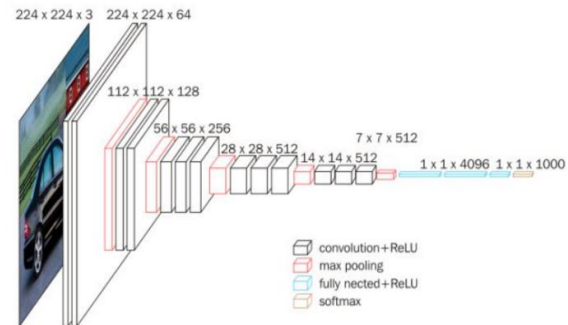 224 x 224 x 3
224 x 224 x 64
112 x 112 x 128
56 x 56 x 256
28 x 28 x 512
14 x 14 x 512
7 x 7 x 512
1 x 1 x 4096
1 x 1 x 1000
convolution+ReLU
max pooling
fully nected+ReLU
softmax